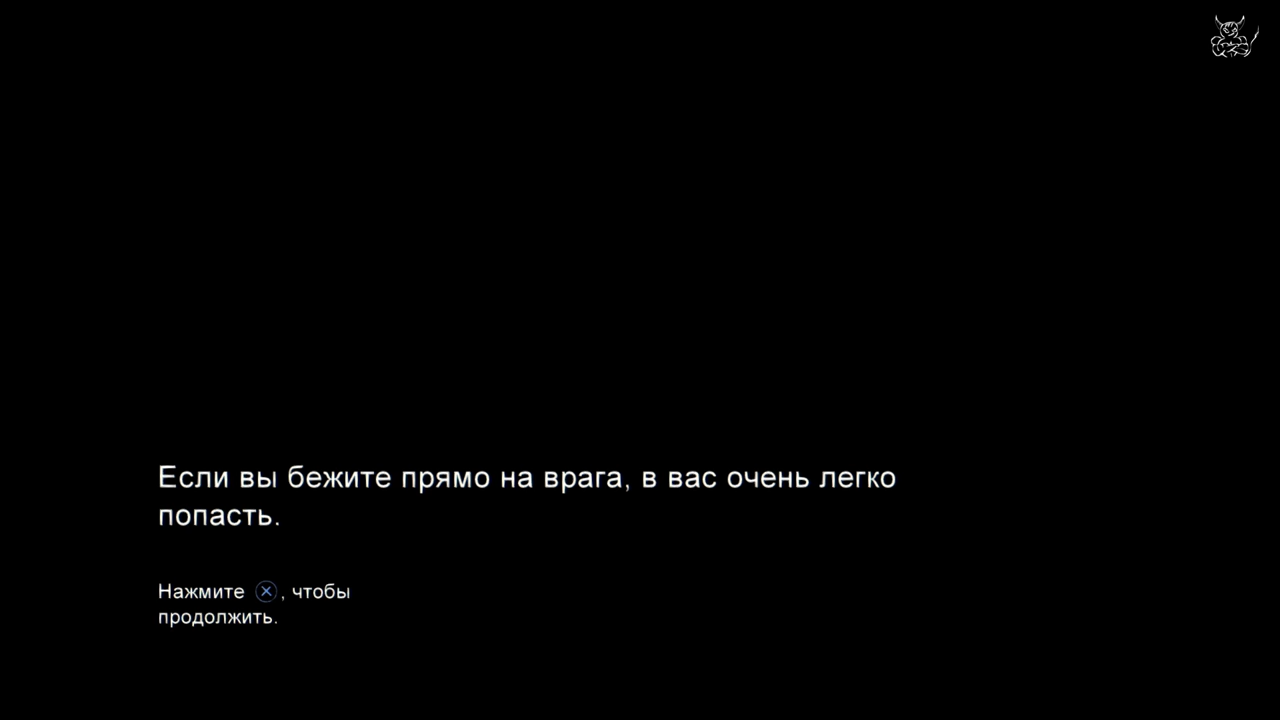 Если вы бежите прямо на врага, в вас очень легко
попасть.
Нажмите ⓧ, чтобы
продолжить.